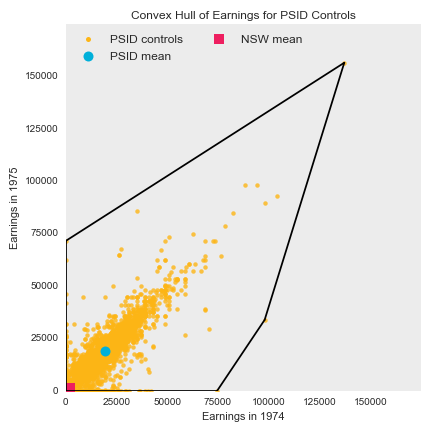 Convex Hull of Earnings for PSID Controls
PSID controls
NSW mean
PSID mean
150000
125000
100000
75000
50000
25000
0
Earnings in 1975
0
25000
50000
75000
100000
125000
150000
Earnings in 1974